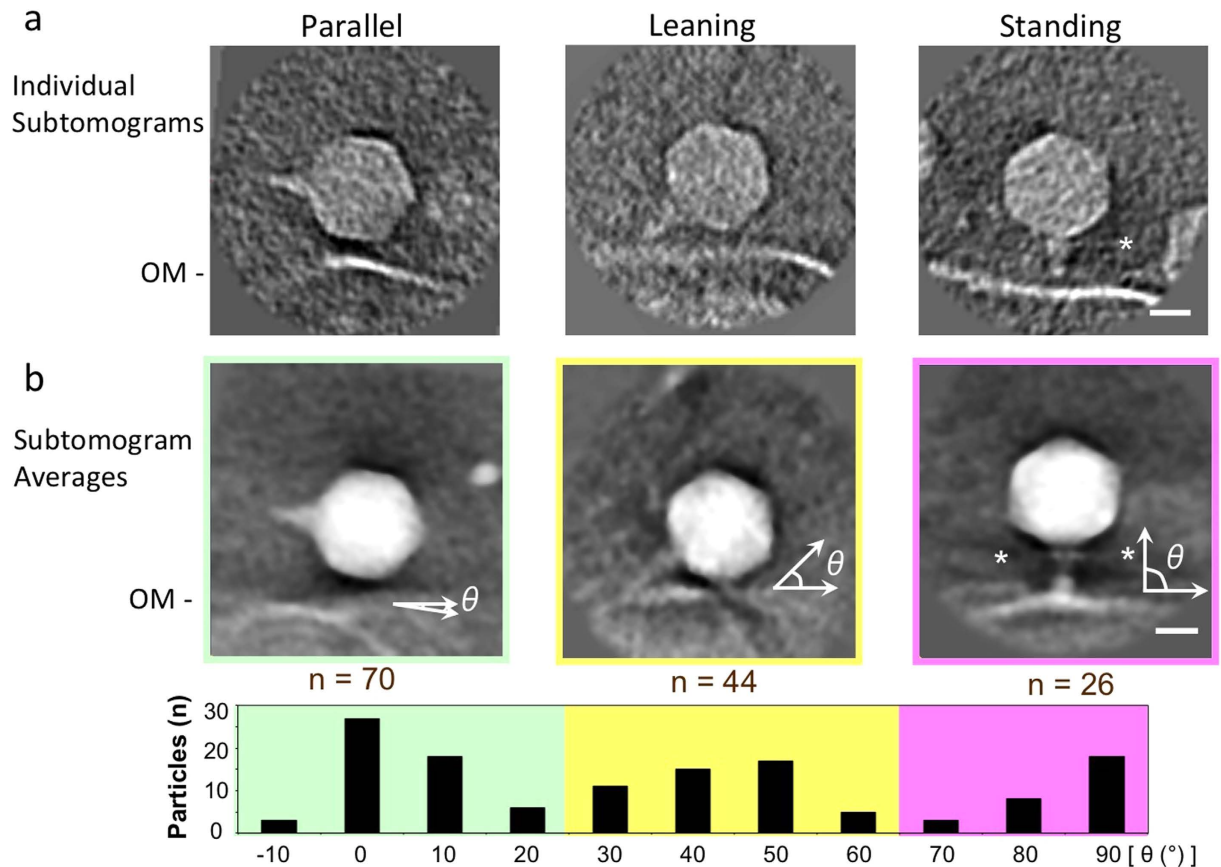 a
Parallel
Leaning
Standing
Individual
Subtomograms
OM -
*
b
Subtomogram
Averages
OM -
θ
θ
*
*
θ
n = 70
n = 44
n = 26
Particles (n)
30
20
10
0
-10 0 10 20 30 40 50 60 70 80 90 [ θ (°) ]